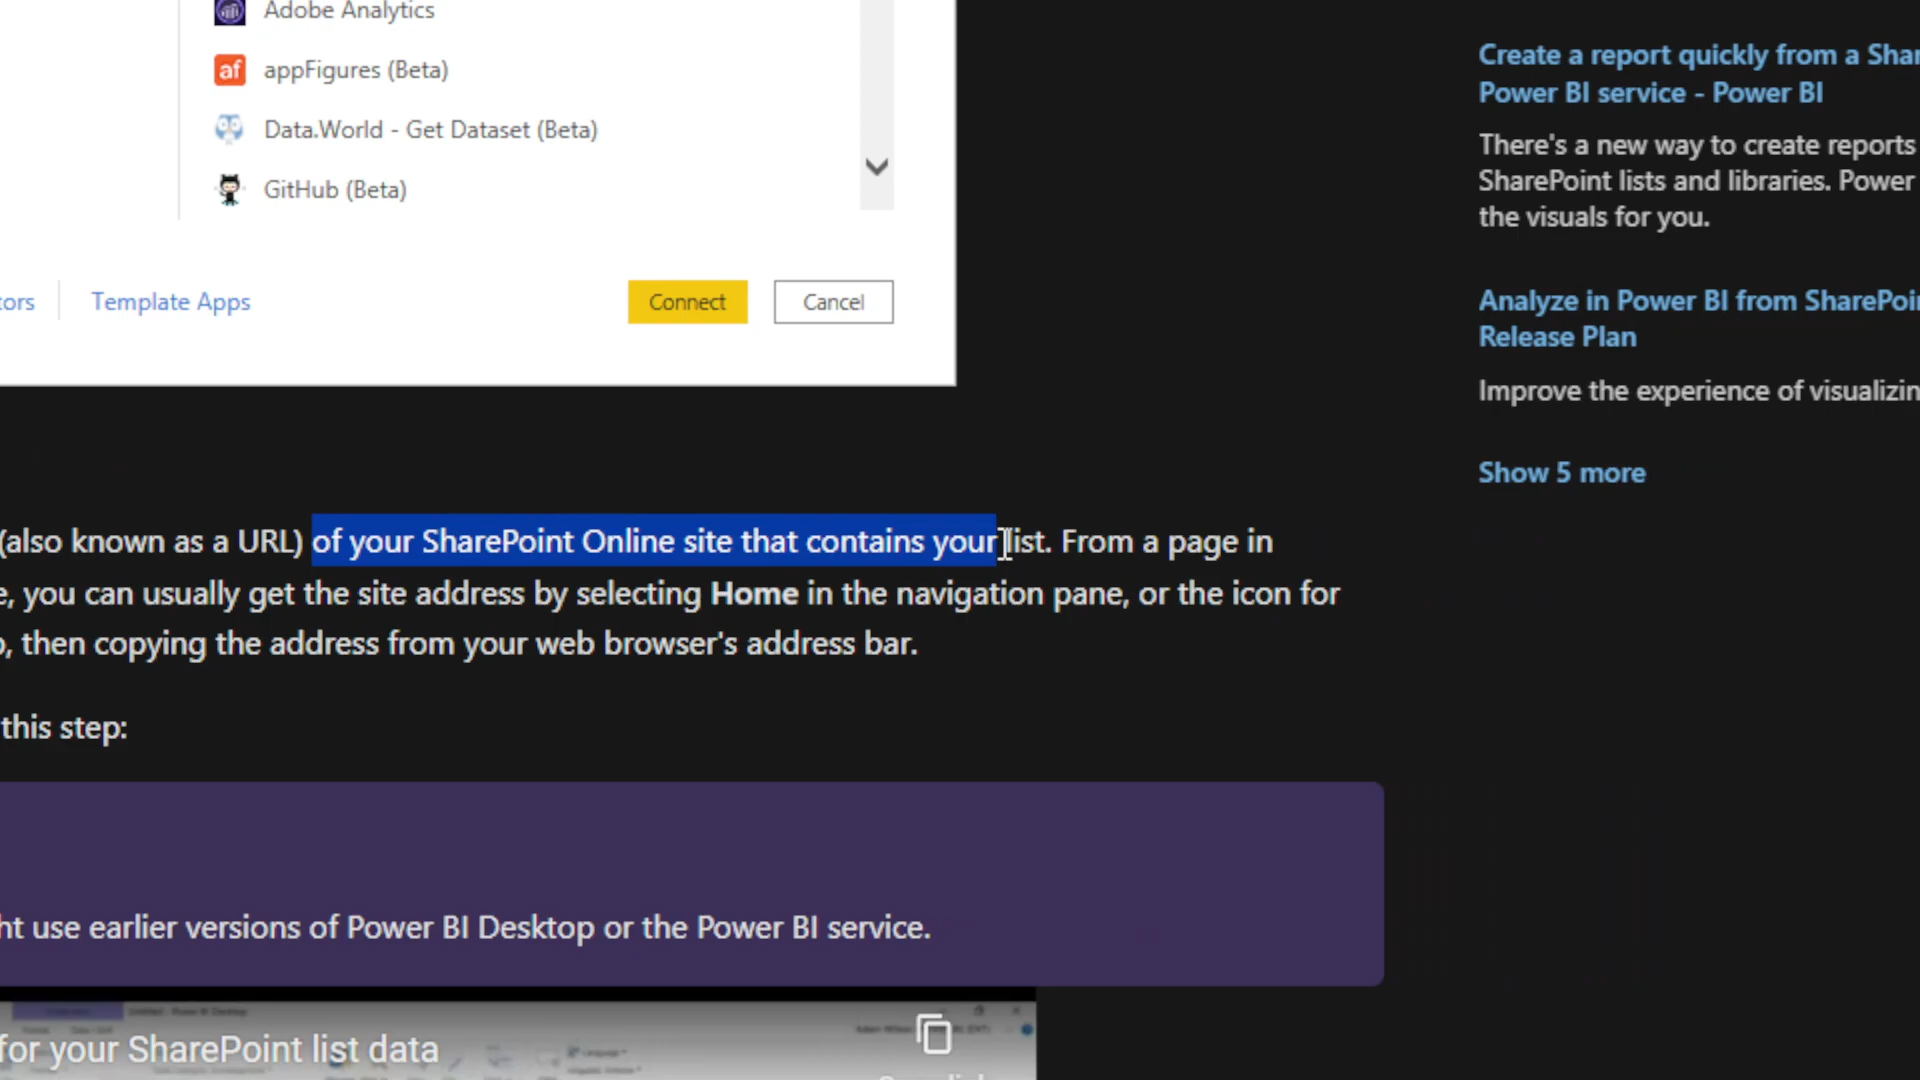 Adobe Analytics
af
appFigures (Beta)
Data.World - Get Dataset (Beta)
GitHub (Beta)
Template Apps
Connect
Cancel
(also known as a URL) of your SharePoint Online site that contains your list. From a page in
you can usually get the site address by selecting Home in the navigation pane, or the icon for
then copying the address from your web browser's address bar.
this step:
use earlier versions of Power BI Desktop or the Power BI service.
for your SharePoint list data
Create a report quickly from a
Power BI service - Power BI
There's a new way to create reports
SharePoint lists and libraries. Power
the visuals for you.
Analyze in Power BI from
Release Plan
Improve the experience of
Show 5 more